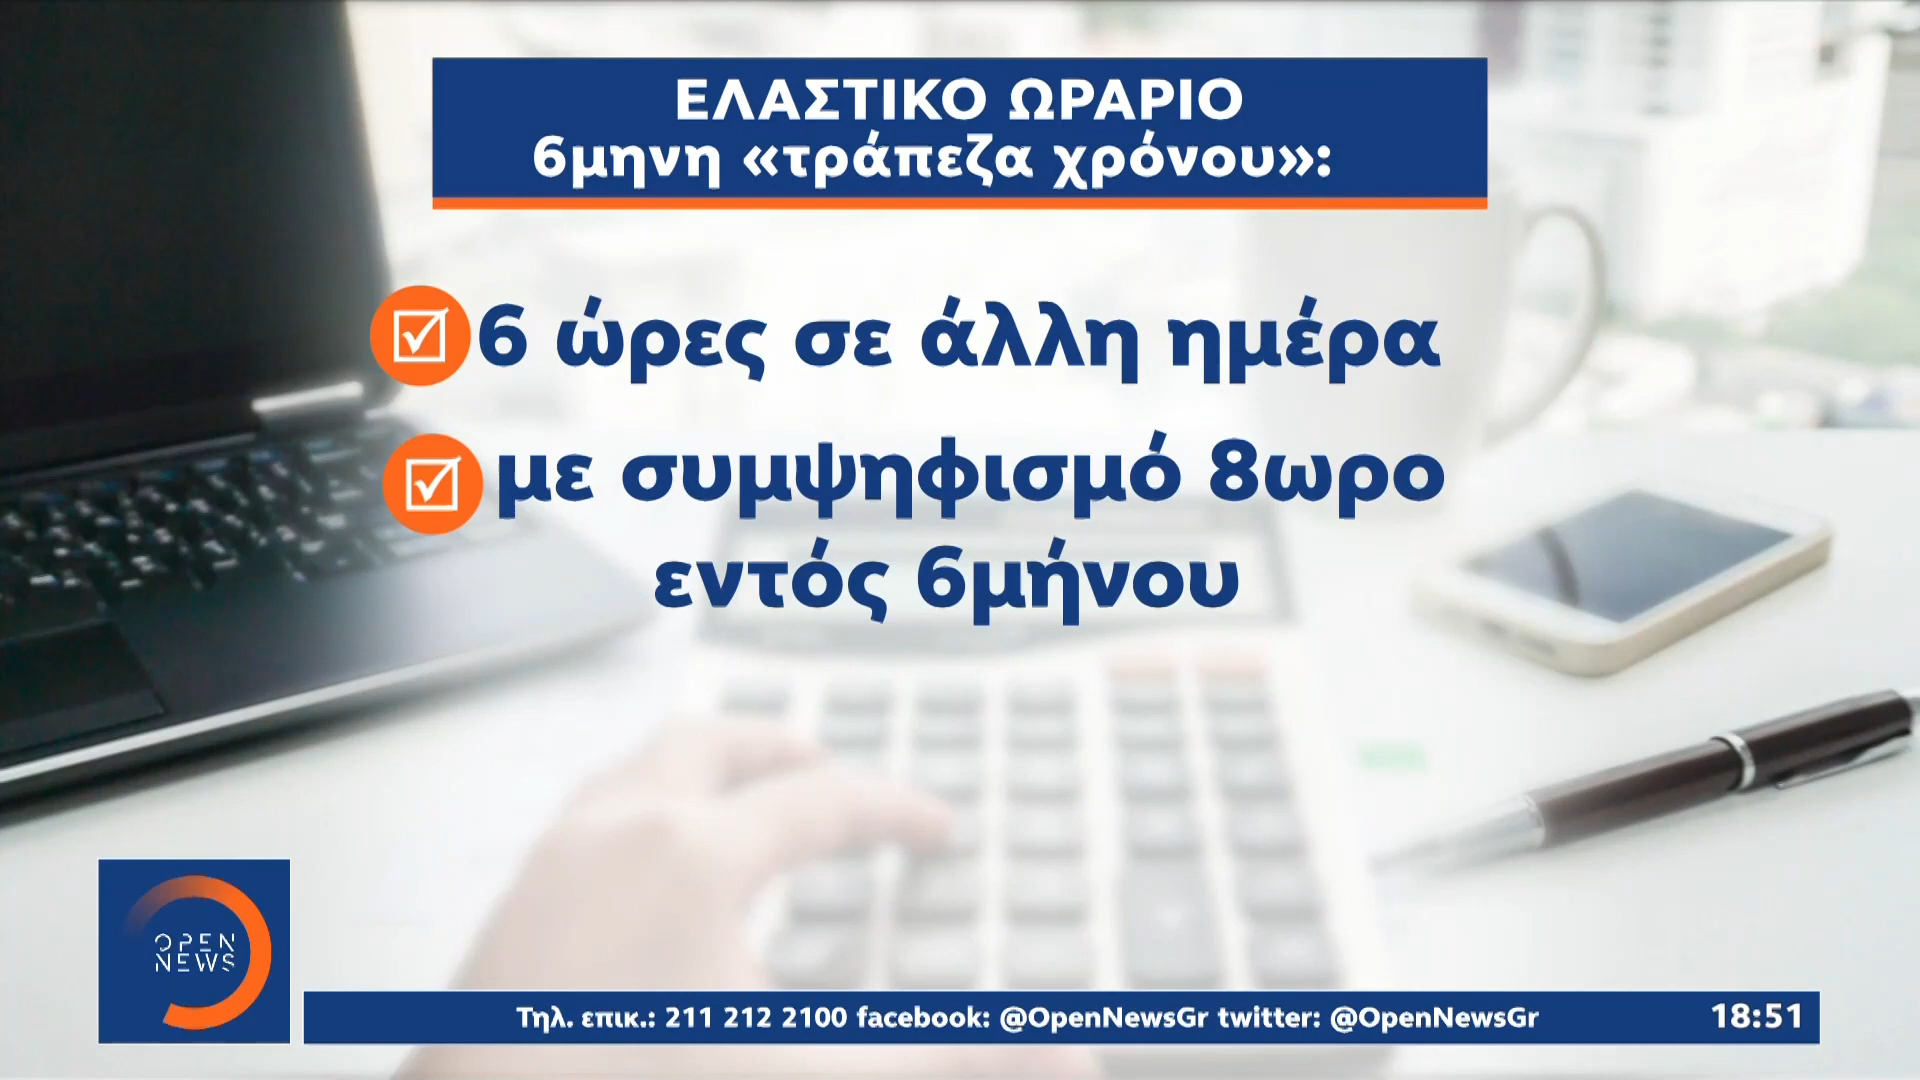 ΕΛΑΣΤΙΚΟ ΩΡΑΡΙΟ
6μηνη «τράπεζα χρόνου»:
6 ώρες σε άλλη ημέρα
με συμψηφισμό 8ωρο
εντός 6μήνου
OPEN
NEWS
Τηλ. επικ.: 211 212 2100 facebook: @OpenNewsGr twitter: @OpenNewsGr 18:51